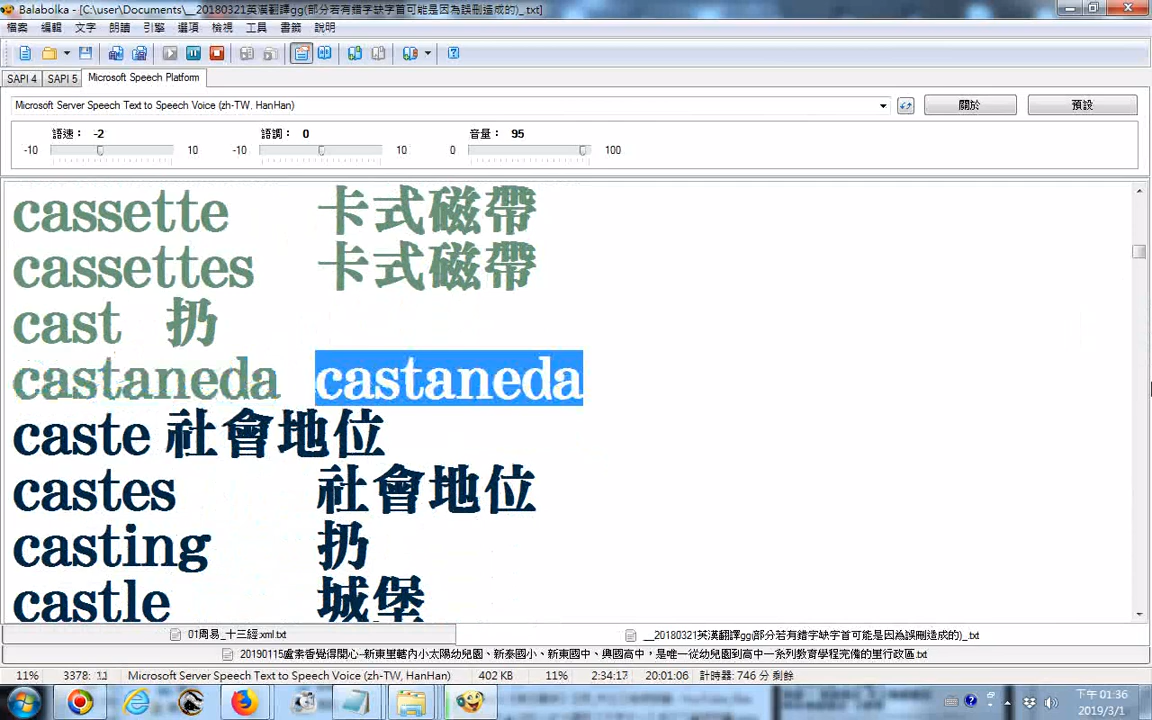 Balabolka - [C:\user\Documents\__20180321英漢翻譯gg(部分若有錯字缺字首可能是因為誤刪造成的)_.txt]
檔案 編輯 文字 朗讀 引擎 選項 檢視 工具 書籤 說明
SAPI 4 SAPI 5 Microsoft Speech Platform
Microsoft Server Speech Text to Speech Voice (zh-TW, HanHan) 關於 預設
語速: -2 語調: 0 音量: 95
-10 10 -10 10 0 100
cassette 卡式磁帶
cassettes 卡式磁帶
cast 扔
castaneda castaneda
caste 社會地位
castes 社會地位
casting 扔
castle 城堡
01周易_十三經.xml.txt __20180321英漢翻譯gg(部分若有錯字缺字首可能是因為誤刪造成的)_.txt
20190115盧素香覺得開心-新東里轄內小太陽幼兒園、新泰國小、新東國中、興國高中，是唯一從幼兒園到高中一系列教育學程完備的里行政區.txt
11% 3378: 11 Microsoft Server Speech Text to Speech Voice (zh-TW, HanHan) 402 KB 11% 2:34:17 20:01:06 計時器: 746 分 剩餘
下午 01:36
2019/3/1